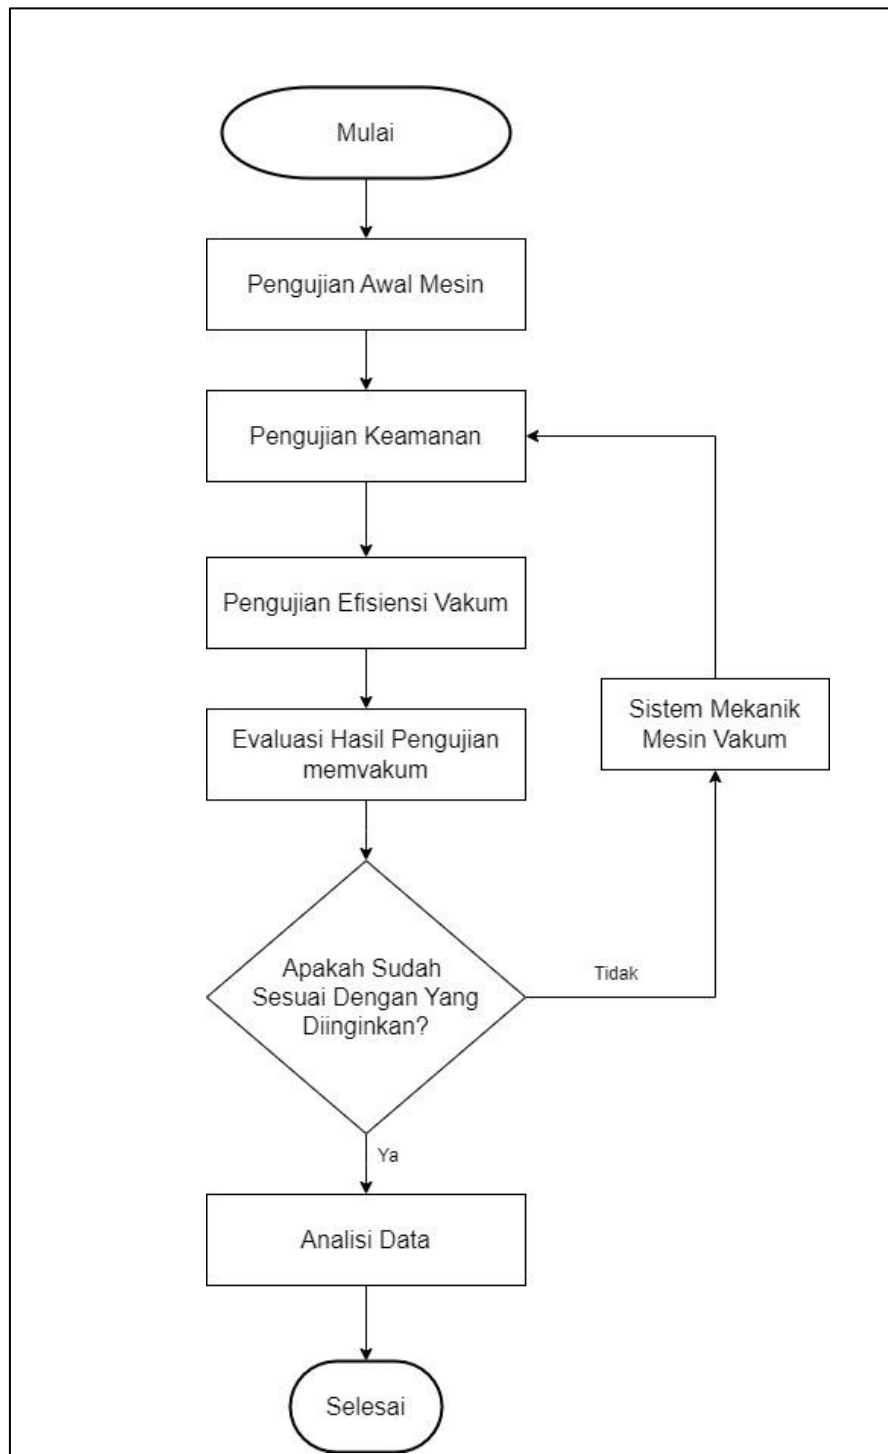 Mulai
Pengujian Awal Mesin
Pengujian Keamanan
Pengujian Efisiensi Vakum
Sistem Mekanik
Mesin Vakum
Evaluasi Hasil Pengujian
memvakum
Apakah Sudah
Sesuai Dengan Yang
Diinginkan?
Tidak
Ya
Analisi Data
Selesai